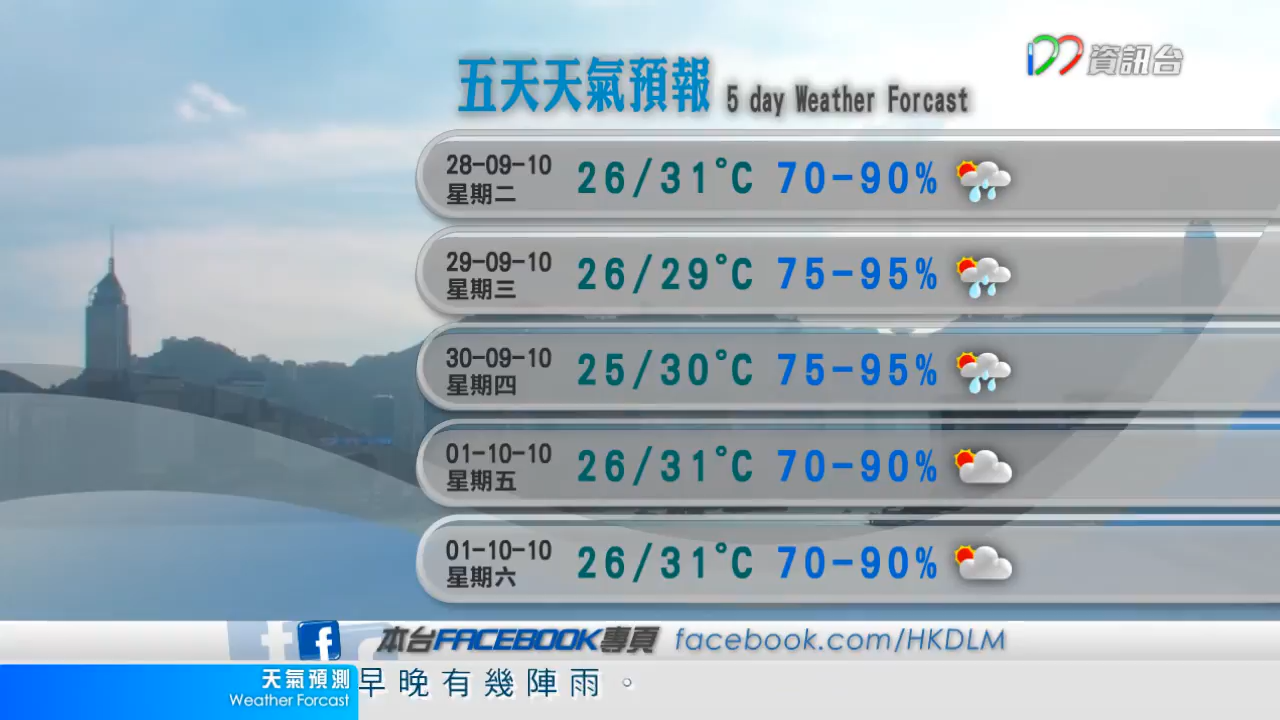 資訊台
五天天氣預報 5 day Weather Forcast
28-09-10
星期二
26/31°C 70-90%
29-09-10
星期三
26/29°C 75-95%
30-09-10
星期四
25/30°C 75-95%
01-10-10
星期五
26/31°C 70-90%
01-10-10
星期六
26/31°C 70-90%
本台FACEBOOK專頁 facebook.com/HKDLM
天氣預測
Weather Forcast
早晚有幾陣雨。